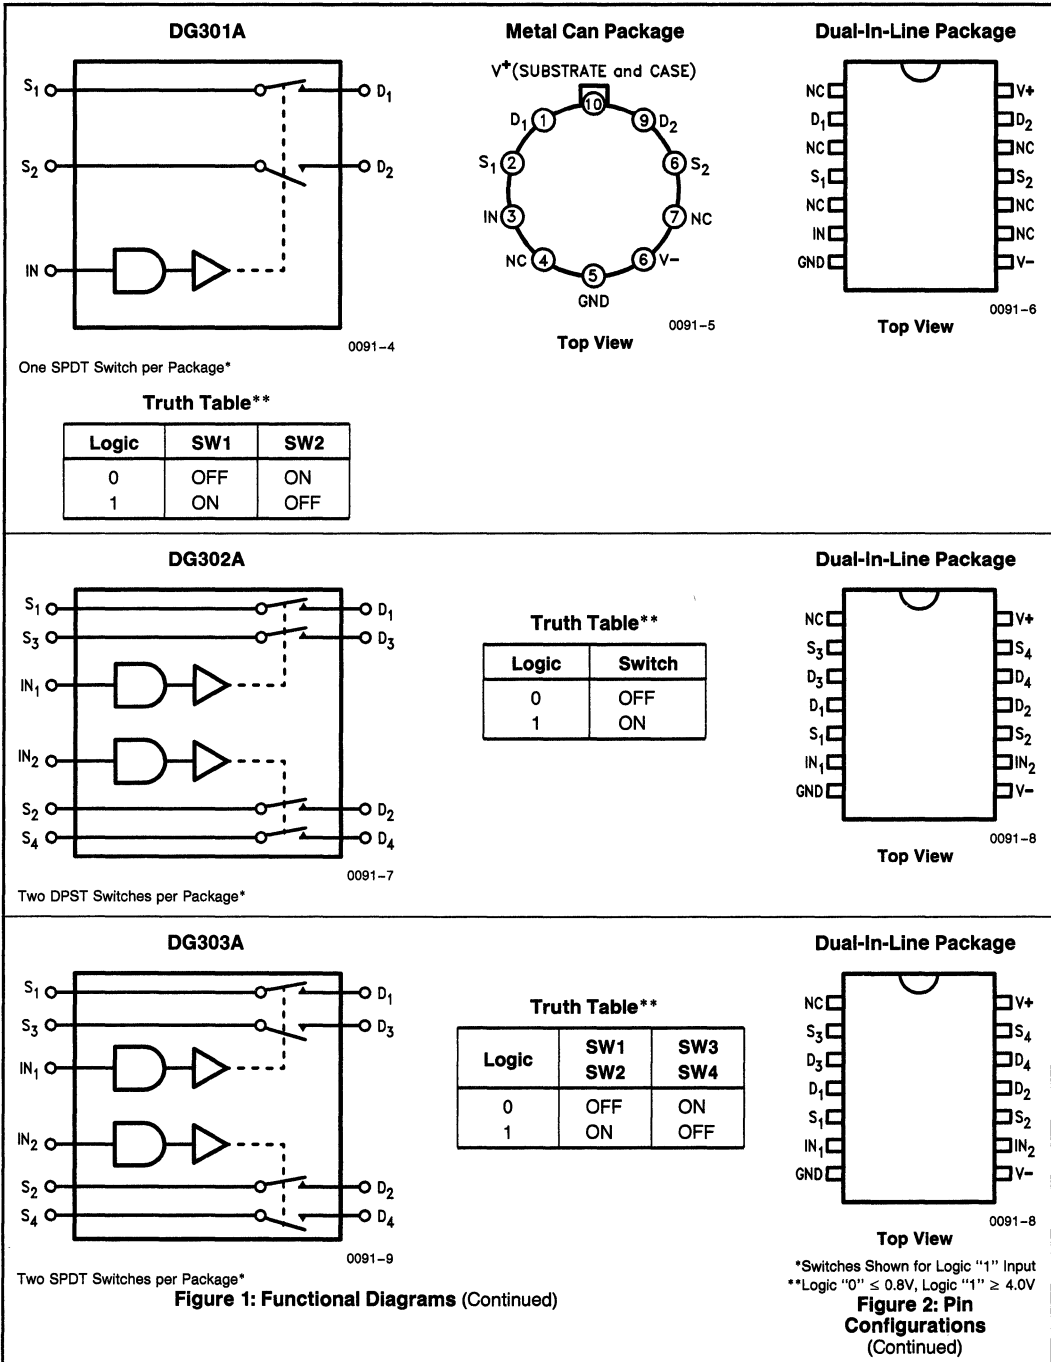 DG301A
S1
D1
S2
D2
IN
0091-4
One SPDT Switch per Package*
Truth Table**
Logic SW1 SW2
0 OFF ON
1 ON OFF
Metal Can Package
V+(SUBSTRATE and CASE)
10
D1 1
9 D2
S1 2
6 S2
IN 3
7 NC
NC 4
6 V-
5
GND
0091-5
Top View
Dual-In-Line Package
NC V+
D1 D2
NC NC
S1 S2
NC NC
IN NC
GND V-
0091-6
Top View
DG302A
S1 D1
S3 D3
IN1
IN2
S2 D2
S4 D4
0091-7
Two DPST Switches per Package*
Truth Table**
Logic Switch
0 OFF
1 ON
Dual-In-Line Package
NC V+
S3 S4
D3 D4
D1 D2
S1 S2
IN1 IN2
GND V-
0091-8
Top View
DG303A
S1 D1
S3 D3
IN1
IN2
S2 D2
S4 D4
0091-9
Two SPDT Switches per Package*
Truth Table**
Logic SW1 SW3
SW2 SW4
0 OFF ON
1 ON OFF
Dual-In-Line Package
NC V+
S3 S4
D3 D4
D1 D2
S1 S2
IN1 IN2
GND V-
0091-8
Top View
*Switches Shown for Logic "1" Input
**Logic "0" ≤ 0.8V, Logic "1" ≥ 4.0V
Figure 1: Functional Diagrams (Continued)
Figure 2: Pin
Configurations
(Continued)